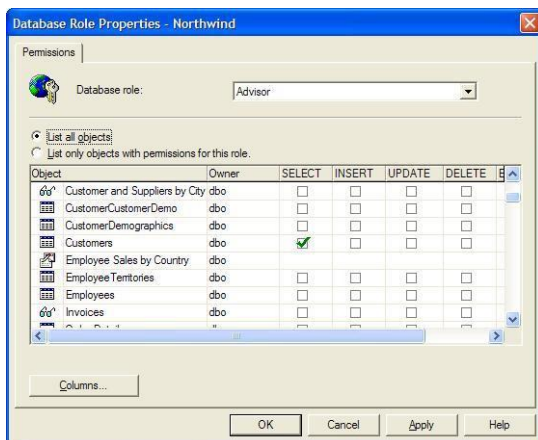 Database Role Properties - Northwind
Permissions
Database role: Advisor
List all objects
List only objects with permissions for this role.
Object Owner SELECT INSERT UPDATE DELETE
Customer and Suppliers by City dbo
CustomerCustomerDemo dbo
CustomerDemographics dbo
Customers dbo
Employee Sales by Country dbo
EmployeeTerritories dbo
Employees dbo
Invoices dbo
Columns...
OK Cancel Apply Help